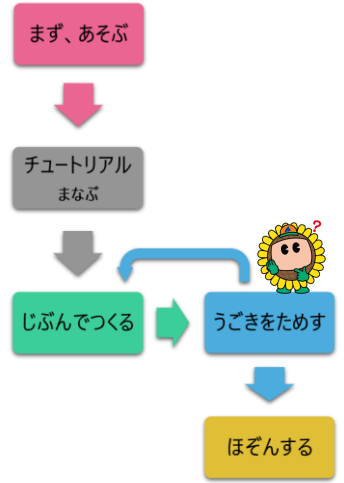 まず、あそぶ
チュートリアル
まなぶ
?
じぶんでつくる
うごきをためす
ほぞんする